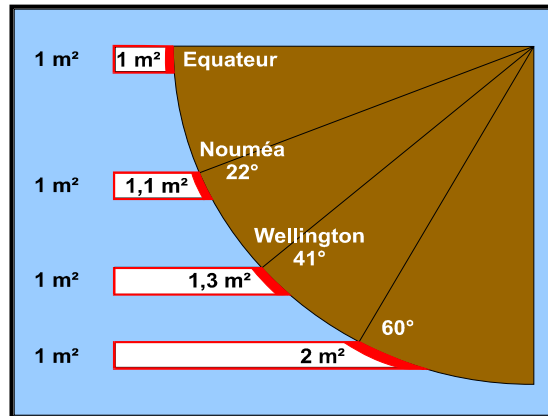 1 m² 1 m² Equateur
Nouméa
22°
1 m² 1,1 m²
Wellington
41°
1 m² 1,3 m²
60°
1 m² 2 m²